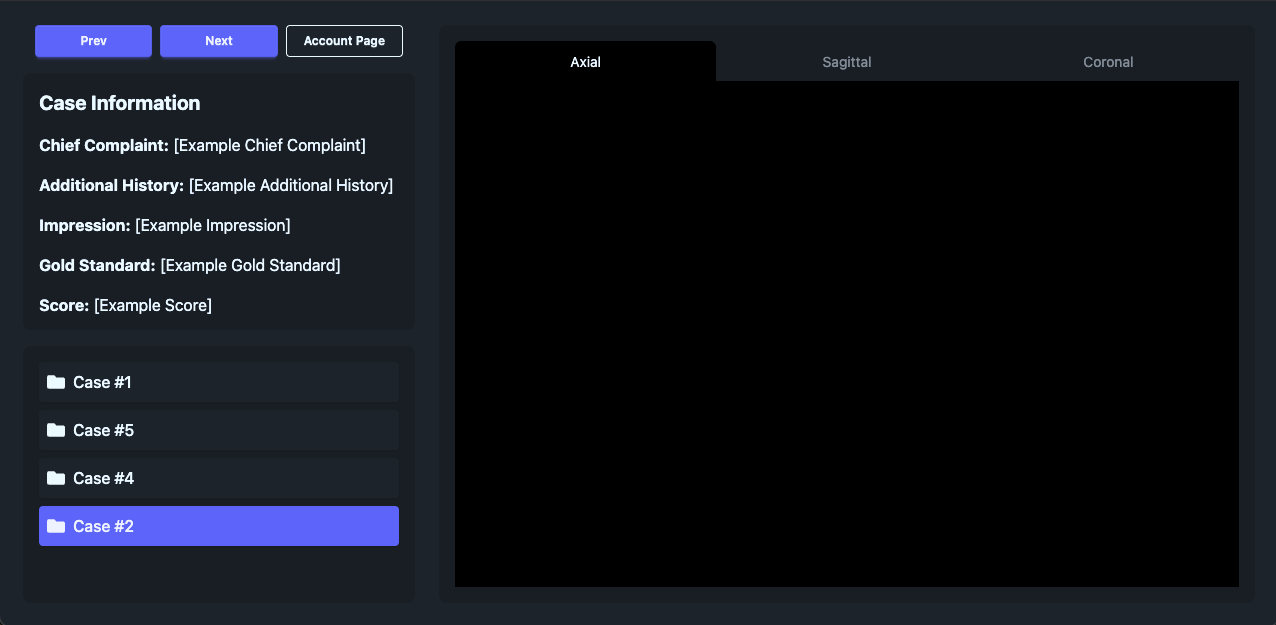 Prev
Next
Account Page
Case Information
Chief Complaint: [Example Chief Complaint]
Additional History: [Example Additional History]
Impression: [Example Impression]
Gold Standard: [Example Gold Standard]
Score: [Example Score]
Case #1
Case #5
Case #4
Case #2
Axial
Sagittal
Coronal